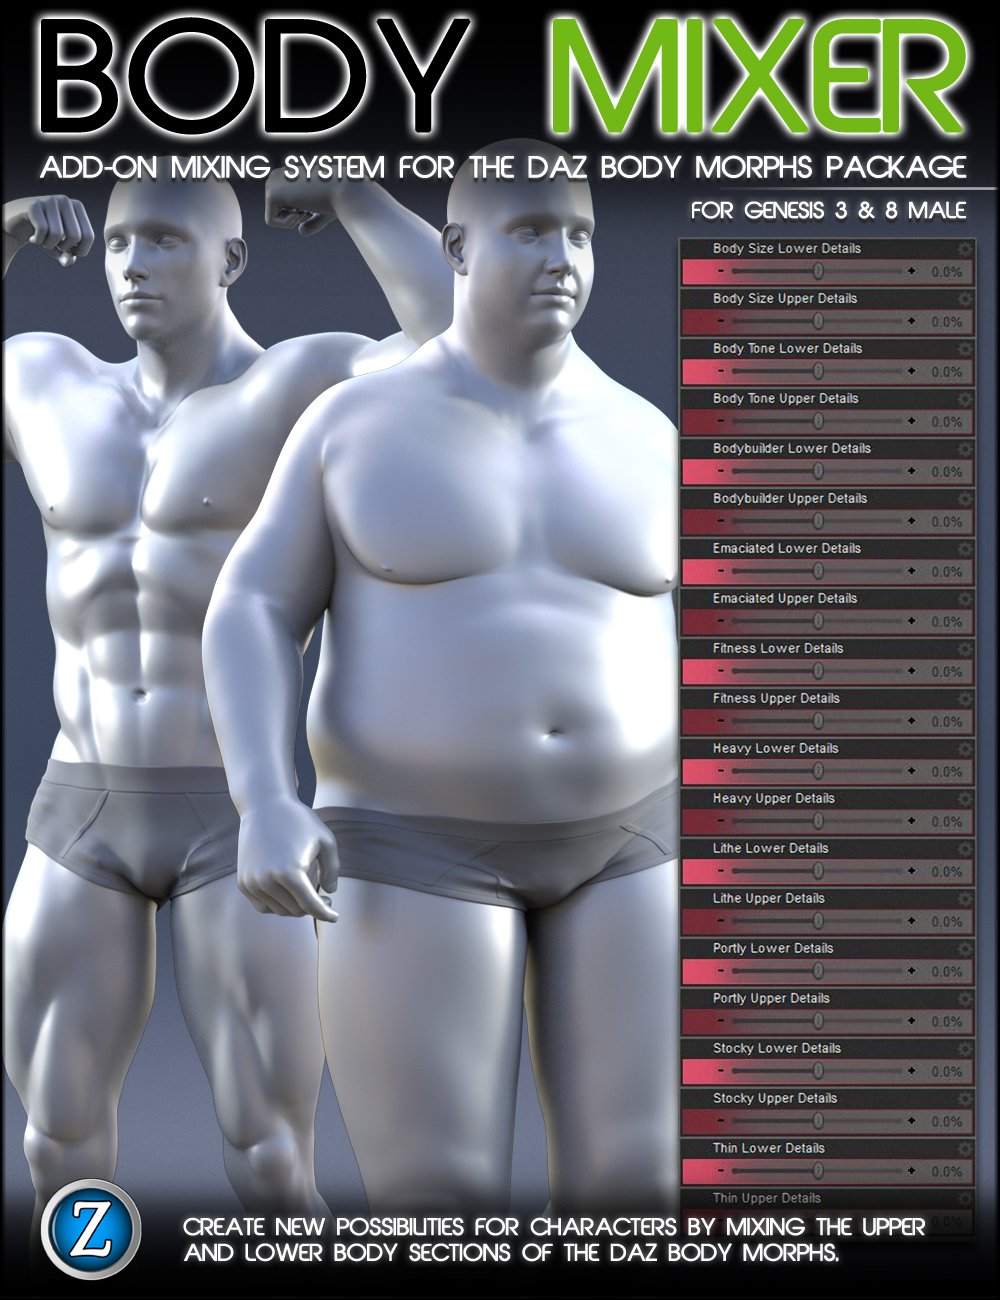 BODY MIXER
ADD-ON MIXING SYSTEM FOR THE DAZ BODY MORPHS PACKAGE
FOR GENESIS 3 & 8 MALE
Body Size Lower Details
- + 0.0%
Body Size Upper Details
- + 0.0%
Body Tone Lower Details
- + 0.0%
Body Tone Upper Details
- + 0.0%
Bodybuilder Lower Details
- + 0.0%
Bodybuilder Upper Details
- + 0.0%
Emaciated Lower Details
- + 0.0%
Emaciated Upper Details
- + 0.0%
Fitness Lower Details
- + 0.0%
Fitness Upper Details
- + 0.0%
Heavy Lower Details
- + 0.0%
Heavy Upper Details
- + 0.0%
Lithe Lower Details
- + 0.0%
Lithe Upper Details
- + 0.0%
Portly Lower Details
- + 0.0%
Portly Upper Details
- + 0.0%
Stocky Lower Details
- + 0.0%
Stocky Upper Details
- + 0.0%
Thin Lower Details
- + 0.0%
Thin Upper Details
Z
CREATE NEW POSSIBILITIES FOR CHARACTERS BY MIXING THE UPPER
AND LOWER BODY SECTIONS OF THE DAZ BODY MORPHS.